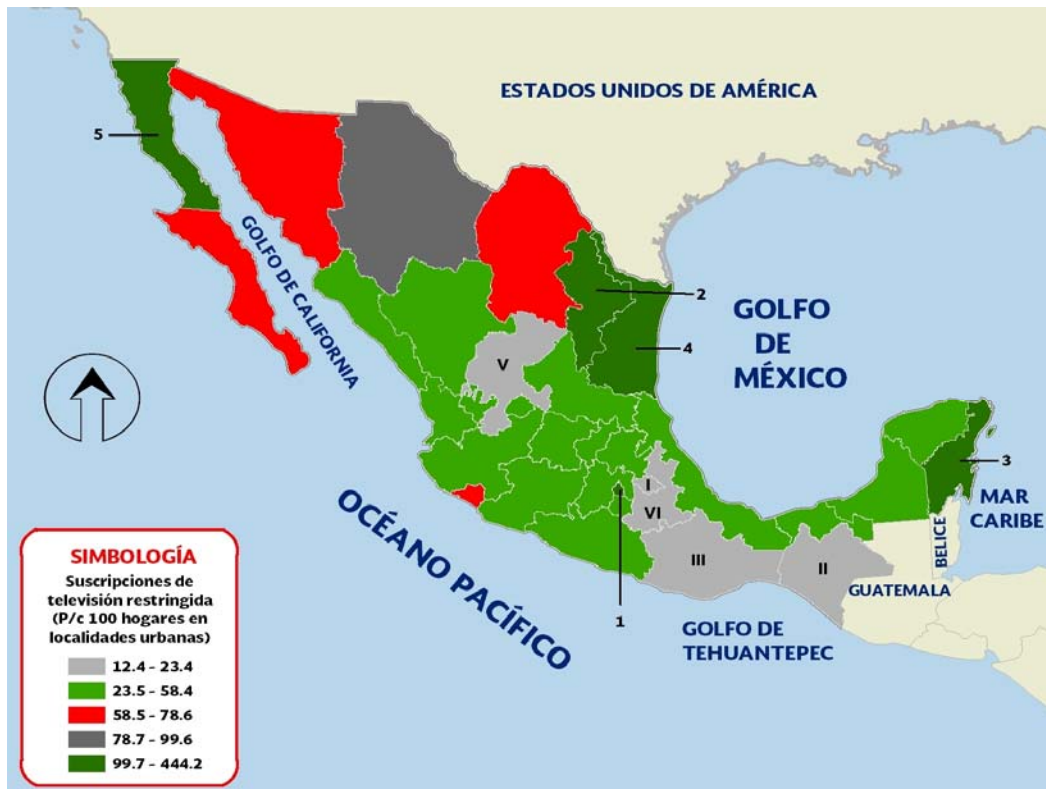 ESTADOS UNIDOS DE AMÉRICA
5
GOLFO DE CALIFORNIA
2
4
GOLFO
DE
MÉXICO
V
3
MAR
CARIBE
I
VI
III
II
BELICE
GUATEMALA
1
OCÉANO PACÍFICO
GOLFO DE
TEHUANTEPEC
SIMBOLOGÍA
Suscripciones de
televisión restringida
(P/c 100 hogares en
localidades urbanas)
12.4 - 23.4
23.5 - 58.4
58.5 - 78.6
78.7 - 99.6
99.7 - 444.2